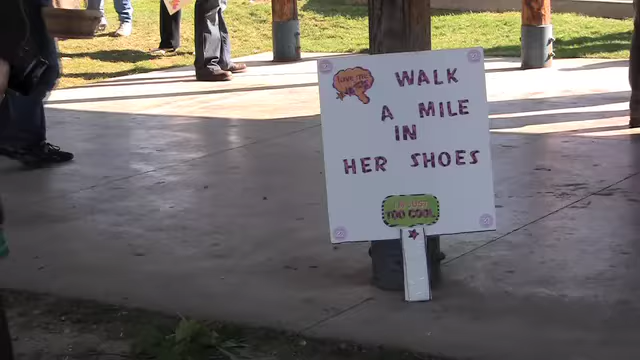 WALK
A MILE
IN
HER SHOES
TOO COOL